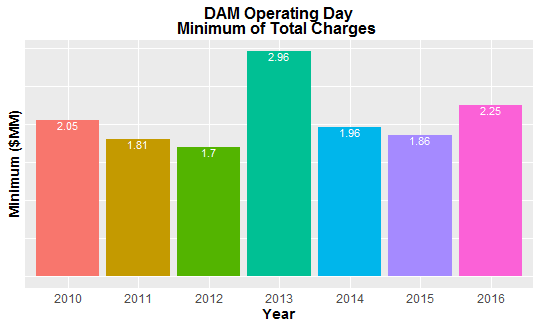 DAM Operating Day
Minimum of Total Charges
Minimum ($MM)
2.05
1.81
1.7
2.96
1.96
1.86
2.25
2010 2011 2012 2013 2014 2015 2016
Year